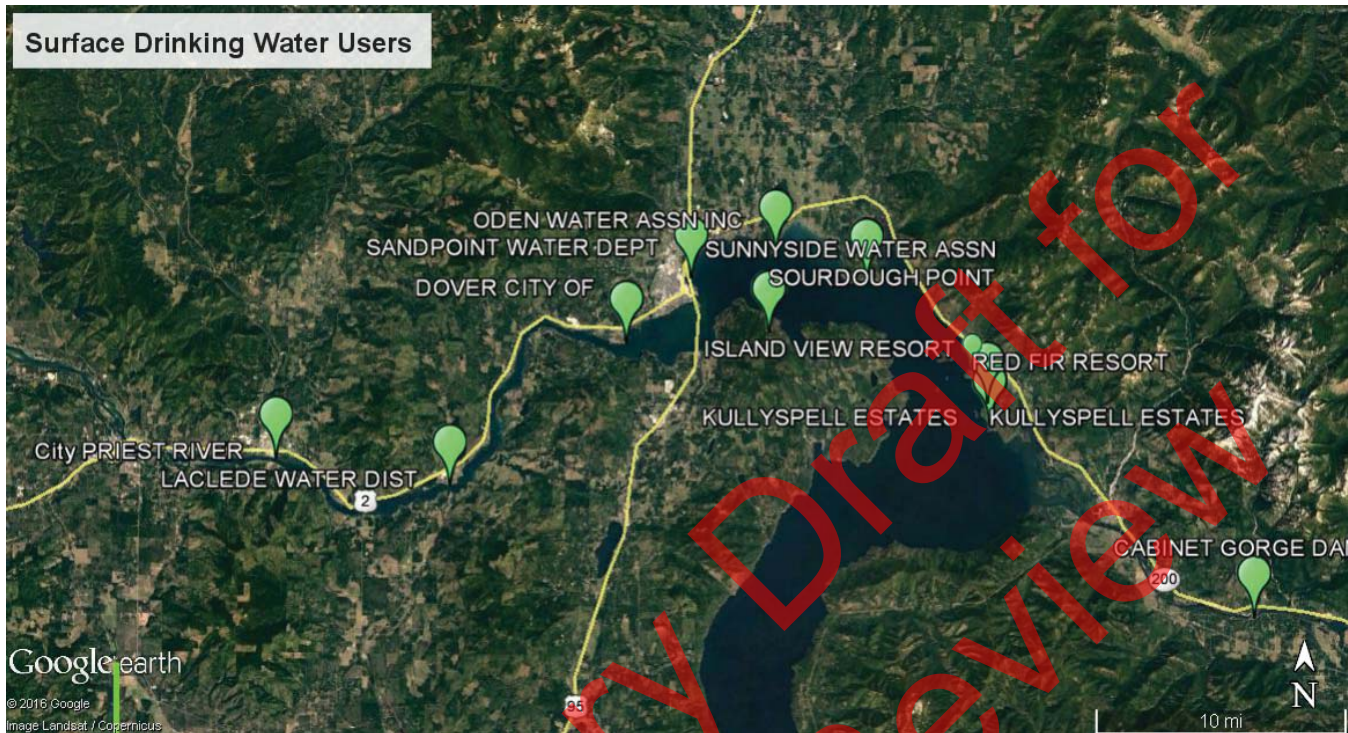 Surface Drinking Water Users
ODEN WATER ASSN INC
SANDPOINT WATER DEPT
SUNNYSIDE WATER ASSN
SOURDOUGH POINT
DOVER CITY OF
ISLAND VIEW RESORT
RED FIR RESORT
KULLYSPELL ESTATES
KULLYSPELL ESTATES
City PRIEST RIVER
LACLEDE WATER DIST
2
CABINET GORGE DA
200
95
Google earth
© 2016 Google
Image Landsat / Copernicus
N
10 mi
y Draft for
eview